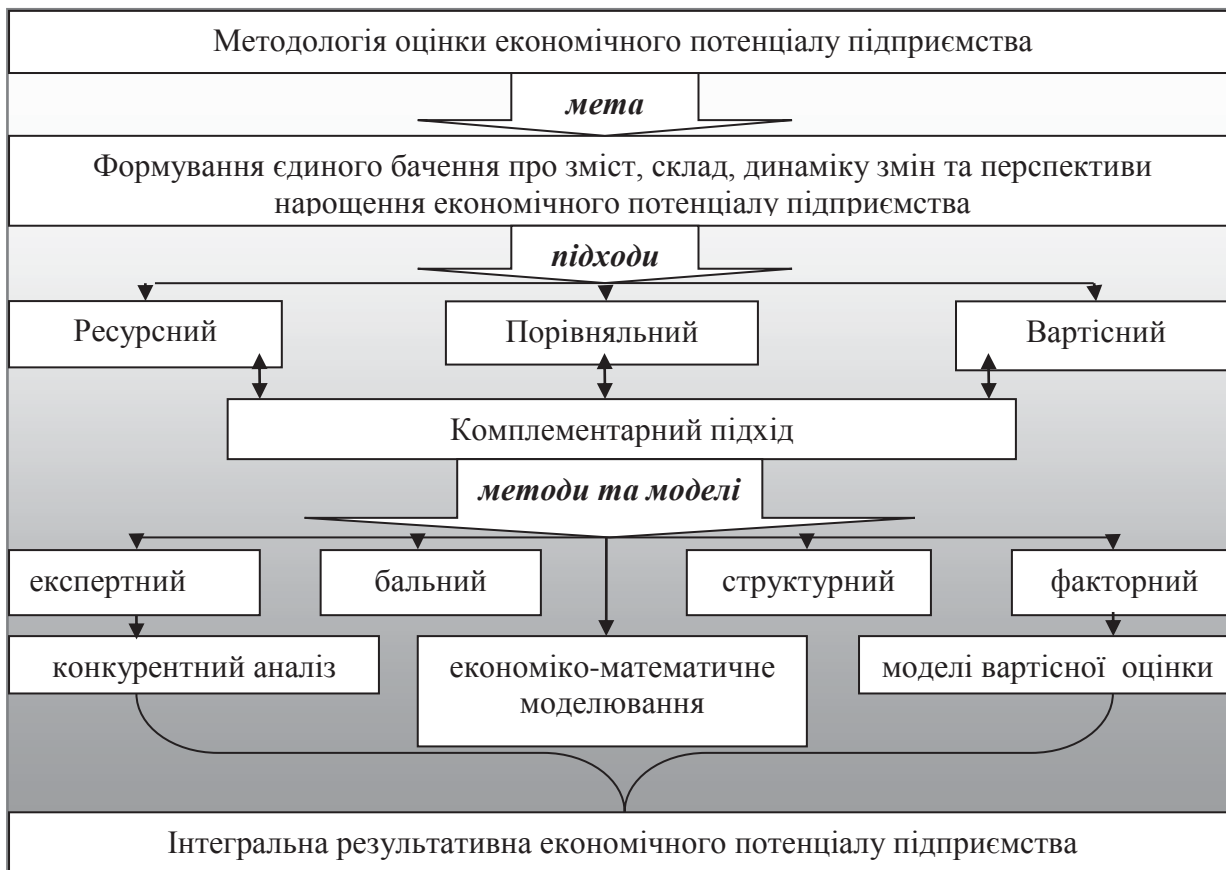 Методологія оцінки економічного потенціалу підприємства
мета
Формування єдиного бачення про зміст, склад, динаміку змін та перспективи
нарощення економічного потенціалу підприємства
підходи
Ресурсний
Порівняльний
Вартісний
Комплементарний підхід
методи та моделі
експертний
бальний
структурний
факторний
конкурентний аналіз
економіко-математичне
моделювання
моделі вартісної оцінки
Інтегральна результативна економічного потенціалу підприємства